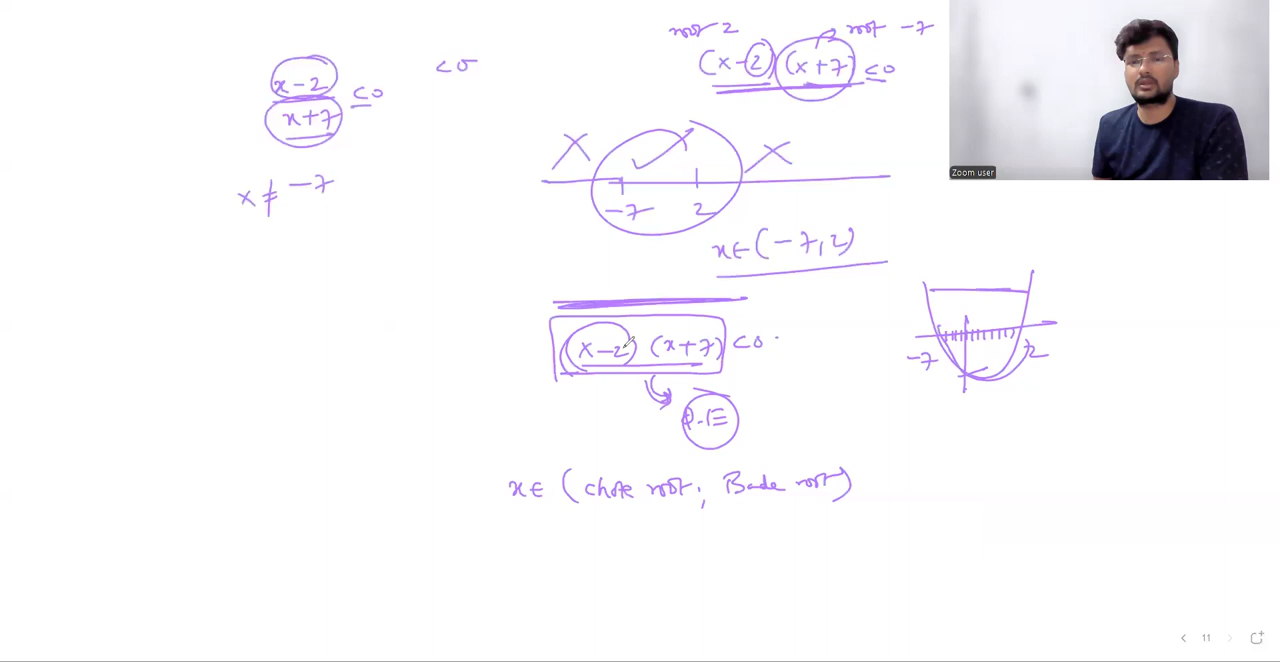 x-2
x+7
<0
x ≠ -7
<0
root 2
root -7
(x-2) (x+7) <0
-7 2
x∈(-7,2)
(x-2) (x+7) <0
x∈ (chote root, Bade root)
-7 2
Zoom user
11